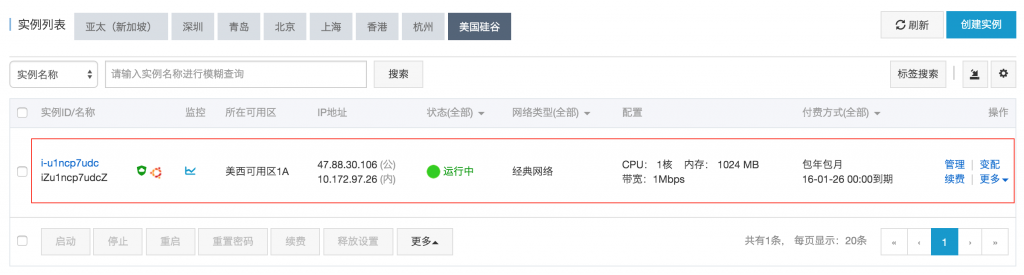 实例列表 亚太（新加坡） 深圳 青岛 北京 上海 香港 杭州 美国硅谷 刷新 创建实例
实例名称 请输入实例名称进行模糊查询 搜索 标签搜索
实例ID/名称 监控 所在可用区 IP地址 状态(全部) 网络类型(全部) 配置 付费方式(全部) 操作
i-u1ncp7udc 47.88.30.106 (公) CPU： 1核 内存： 1024 MB 包年包月 管理 | 变配
美西可用区1A 运行中 经典网络
iZu1ncp7udcZ 10.172.97.26 (内) 带宽：1Mbps 16-01-26 00:00到期 续费 | 更多
启动 停止 重启 重置密码 续费 释放设置 更多 共有1条， 每页显示：20条 « ‹ 1 › »